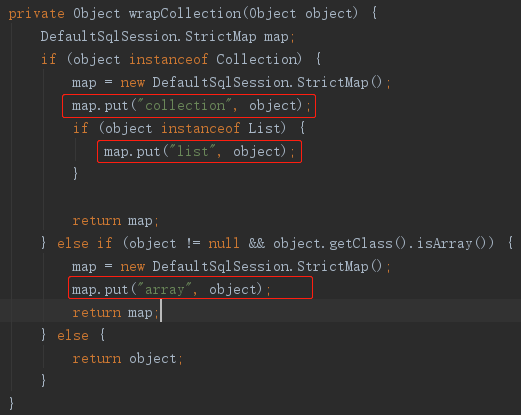 private Object wrapCollection(Object object) {
    DefaultSqlSession.StrictMap map;
    if (object instanceof Collection) {
        map = new DefaultSqlSession.StrictMap();
        map.put("collection", object);
        if (object instanceof List) {
            map.put("list", object);
        }

        return map;
    } else if (object != null && object.getClass().isArray()) {
        map = new DefaultSqlSession.StrictMap();
        map.put("array", object);
        return map;
    } else {
        return object;
    }
}